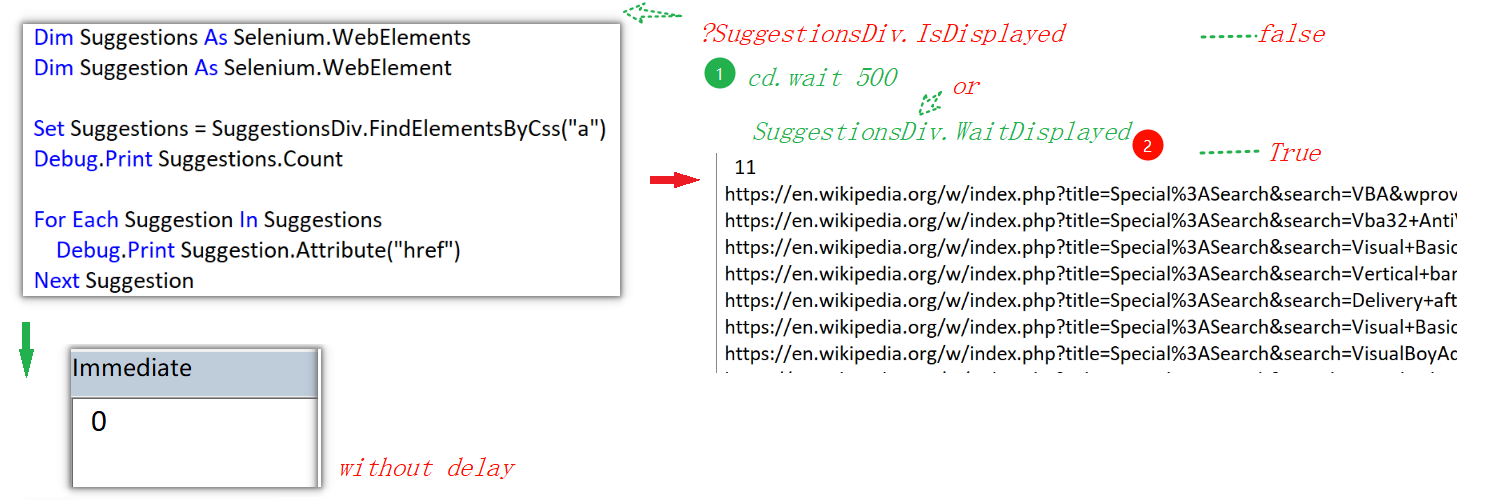 Dim Suggestions As Selenium.WebElements
Dim Suggestion As Selenium.WebElement
Set Suggestions = SuggestionsDiv.FindElementsByCss("a")
Debug.Print Suggestions.Count
For Each Suggestion In Suggestions
Debug.Print Suggestion.Attribute("href")
Next Suggestion
Immediate
0
without delay
?SuggestionsDiv.IsDisplayed
false
1 cd.wait 500
or
SuggestionsDiv.WaitDisplayed
2
True
11
https://en.wikipedia.org/w/index.php?title=Special%3ASearch&search=VBA&wprov
https://en.wikipedia.org/w/index.php?title=Special%3ASearch&search=Vba32+Anti
https://en.wikipedia.org/w/index.php?title=Special%3ASearch&search=Visual+Basic
https://en.wikipedia.org/w/index.php?title=Special%3ASearch&search=Vertical+bar
https://en.wikipedia.org/w/index.php?title=Special%3ASearch&search=Delivery+aft
https://en.wikipedia.org/w/index.php?title=Special%3ASearch&search=Visual+Basic
https://en.wikipedia.org/w/index.php?title=Special%3ASearch&search=VisualBoyAd